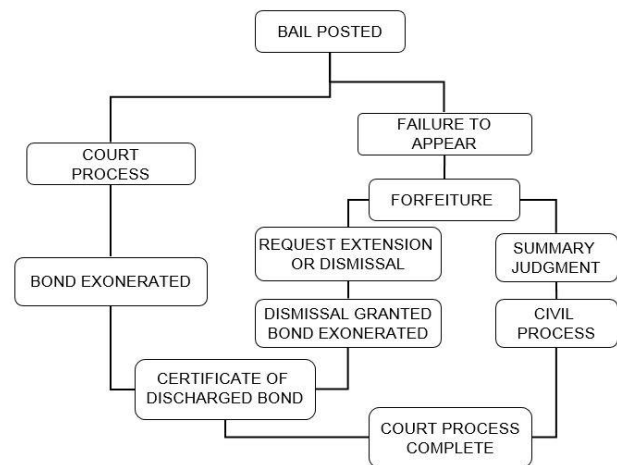 BAIL POSTED
FAILURE TO
APPEAR
COURT
PROCESS
FORFEITURE
REQUEST EXTENSION
OR DISMISSAL
SUMMARY
JUDGMENT
BOND EXONERATED
DISMISSAL GRANTED
BOND EXONERATED
CIVIL
PROCESS
CERTIFICATE OF
DISCHARGED BOND
COURT PROCESS
COMPLETE